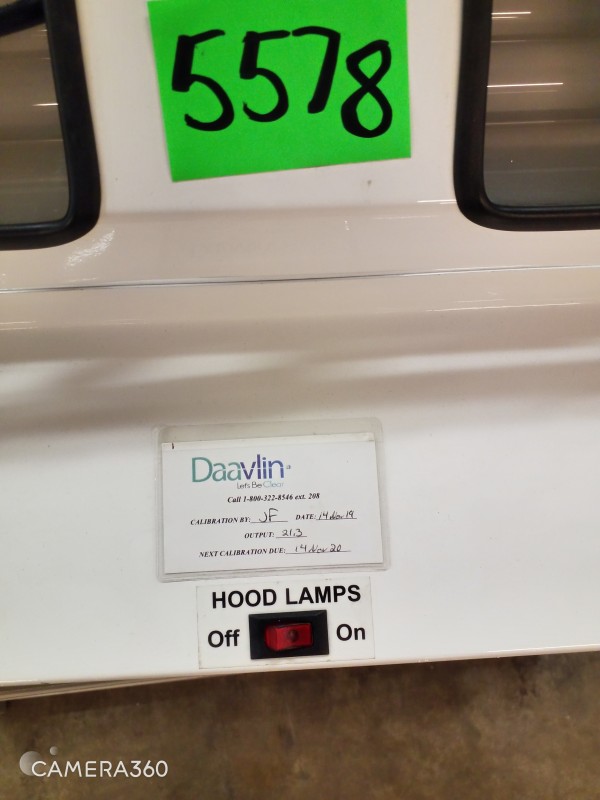 5578
Daavlin
Let's Be Clear
Call 1-800-322-8546 ext. 208
CALIBRATION BY: JF DATE: 14 Nov 19
OUTPUT: 21.3
NEXT CALIBRATION DUE: 14 Nov 20
HOOD LAMPS
Off On
CAMERA360